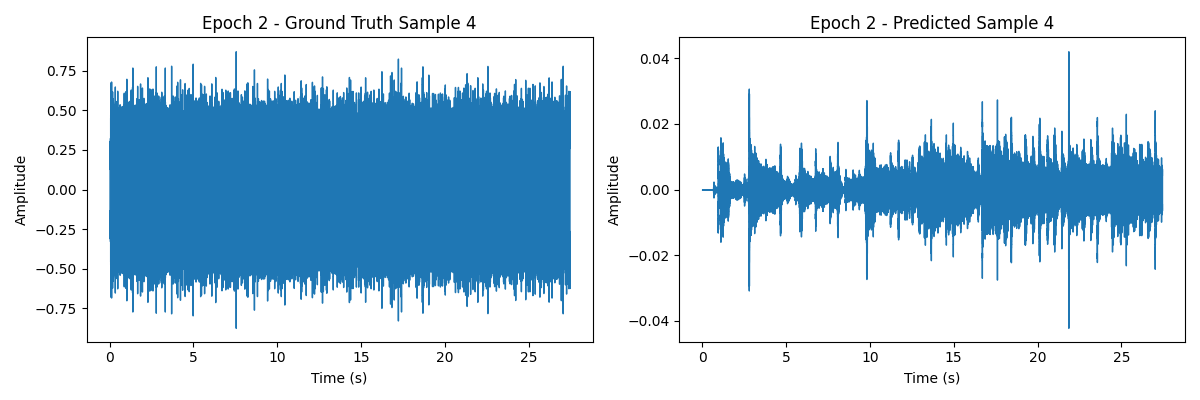 Epoch 2 - Ground Truth Sample 4
0.75
0.50
0.25
0.00
−0.25
−0.50
−0.75
Amplitude
0 5 10 15 20 25
Time (s)
Epoch 2 - Predicted Sample 4
0.04
0.02
0.00
−0.02
−0.04
Amplitude
0 5 10 15 20 25
Time (s)